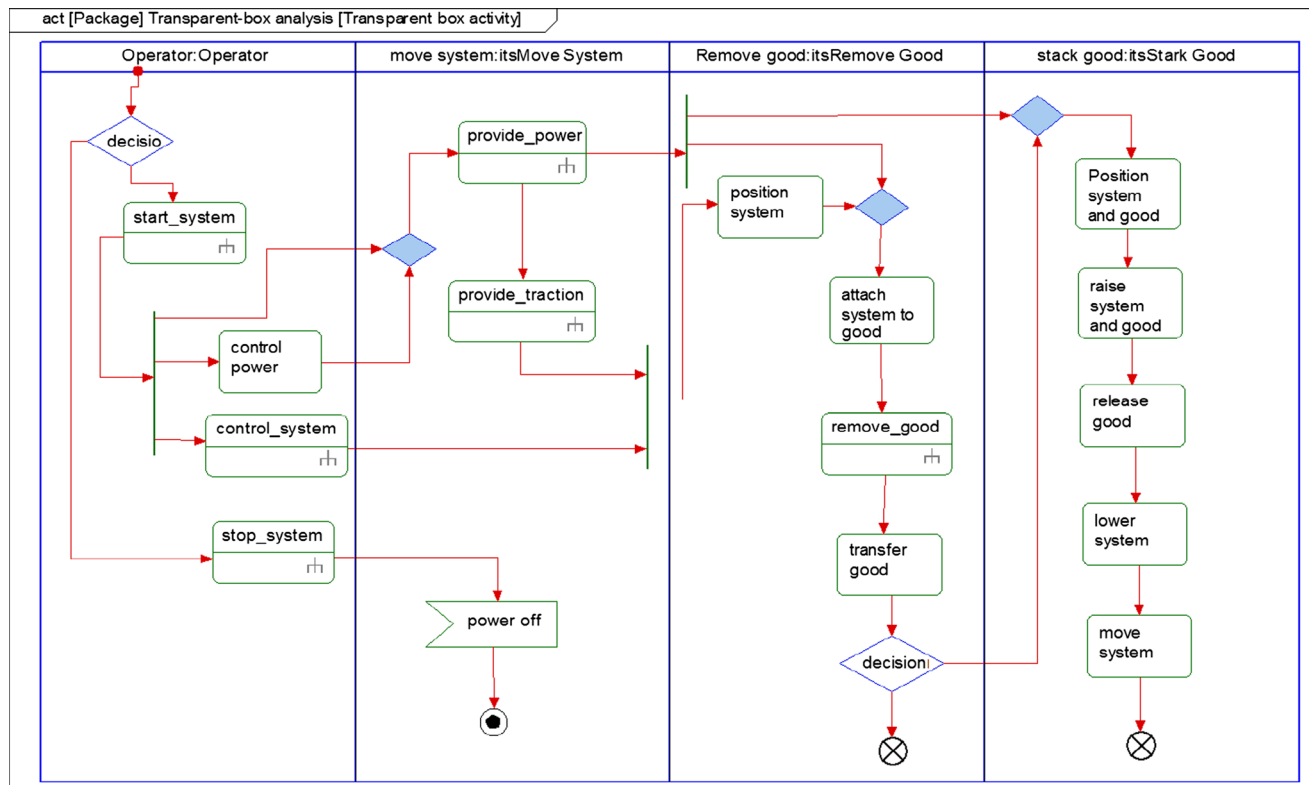 act [Package] Transparent-box analysis [Transparent box activity]
Operator:Operator
move system:itsMove System
Remove good:itsRemove Good
stack good:itsStark Good
decisio
start_system
control
power
control_system
stop_system
provide_power
provide_traction
power off
position
system
attach
system to
good
remove_good
transfer
good
decision
Position
system
and good
raise
system
and good
release
good
lower
system
move
system